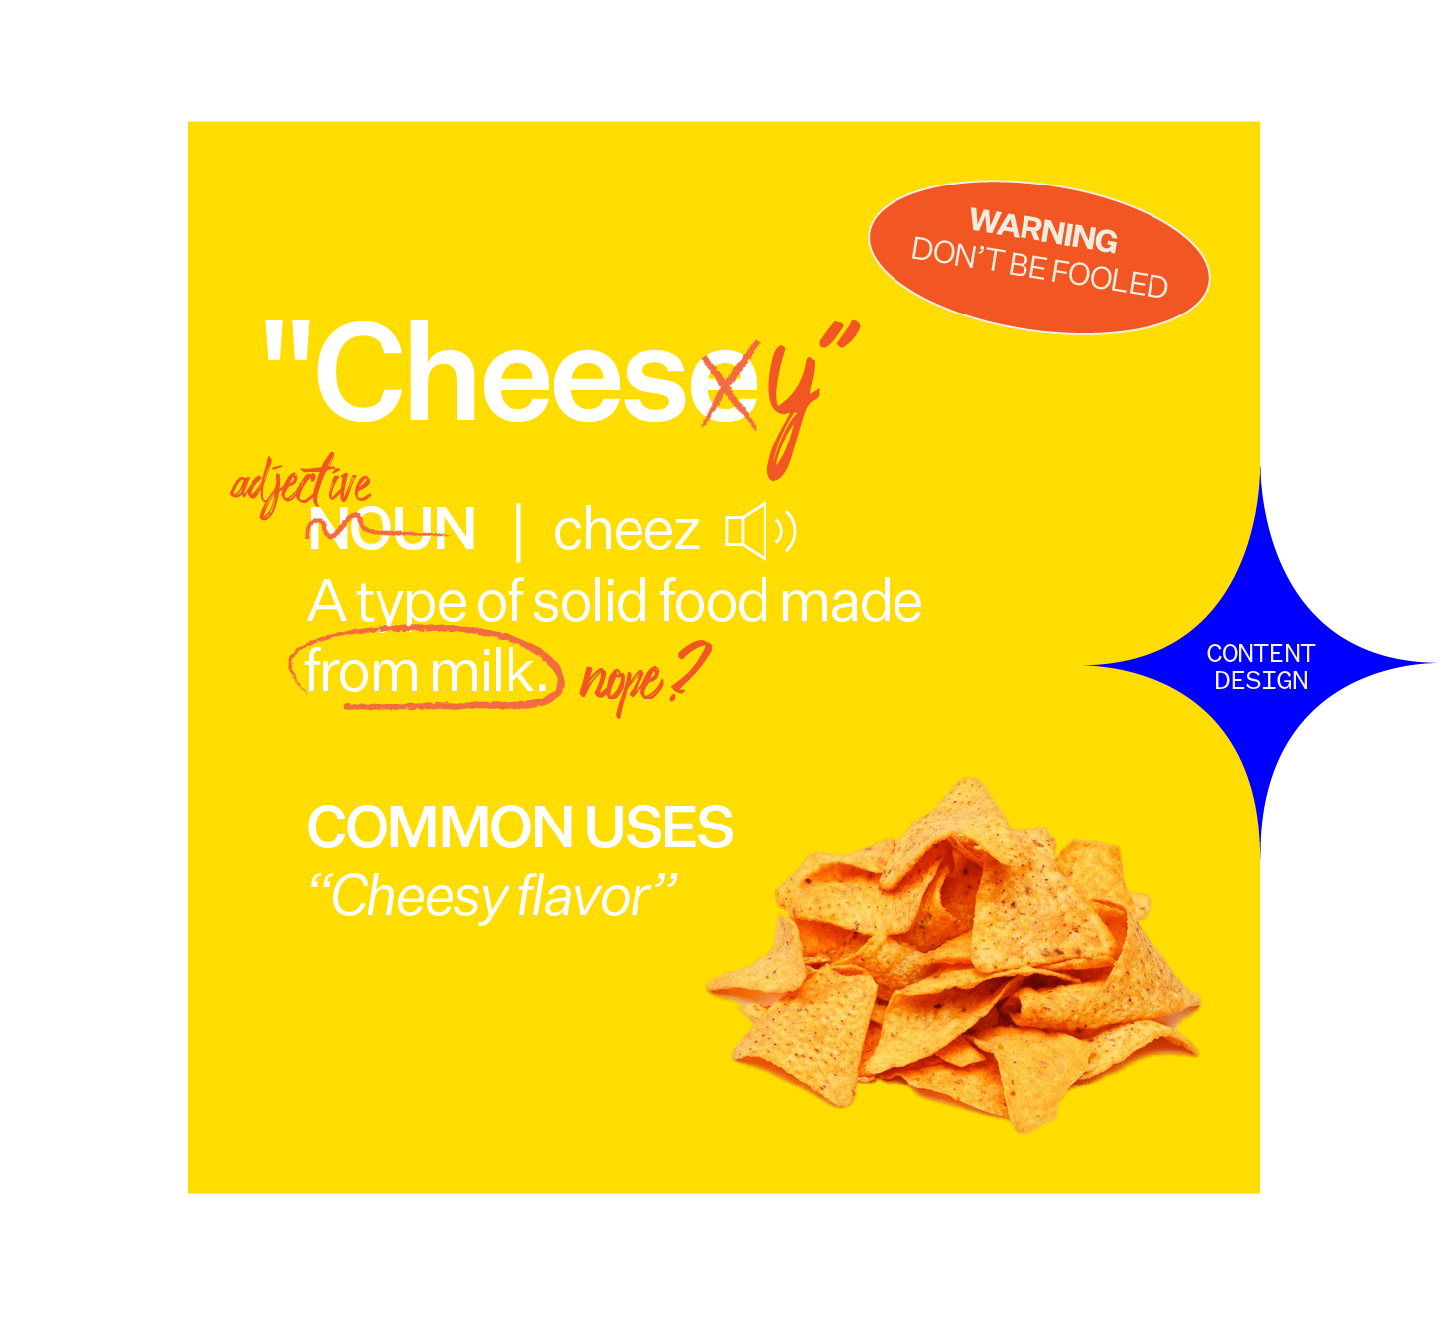 WARNING
DON’T BE FOOLED
"Cheesey”
adjective
NOUN | cheez
A type of solid food made
from milk. nope?
CONTENT
DESIGN
COMMON USES
“Cheesy flavor”